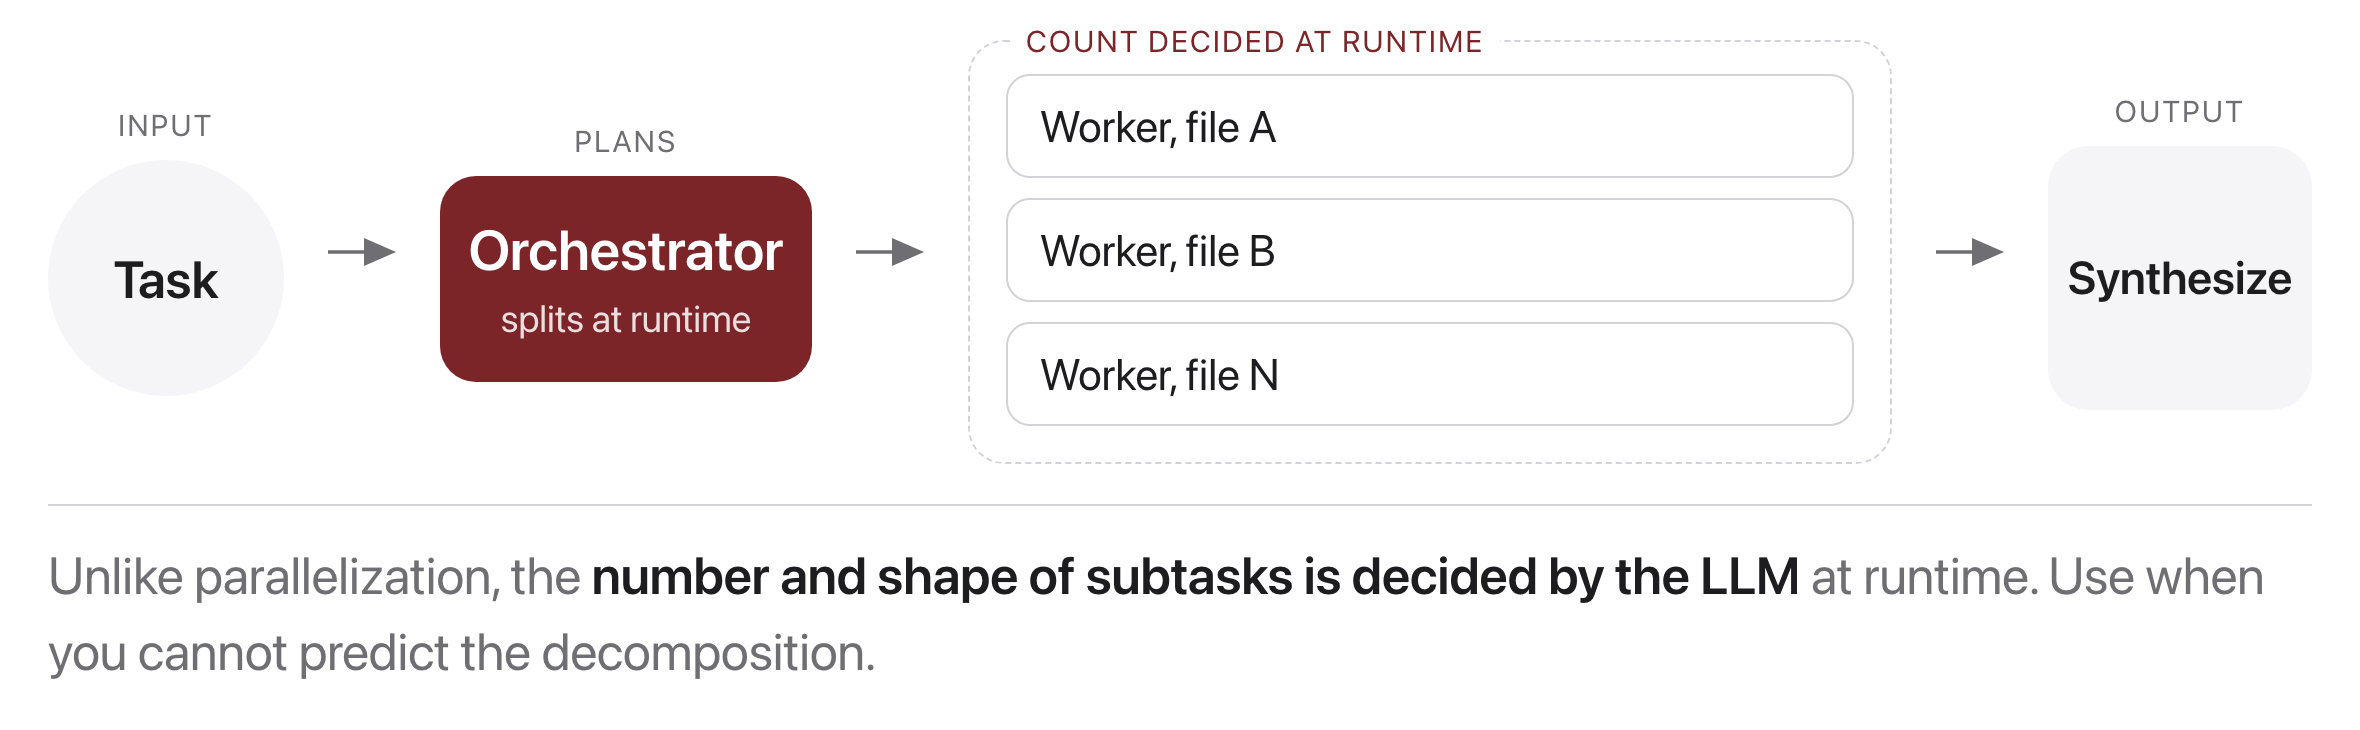 INPUT
Task
PLANS
Orchestrator
splits at runtime
COUNT DECIDED AT RUNTIME
Worker, file A
Worker, file B
Worker, file N
OUTPUT
Synthesize
Unlike parallelization, the number and shape of subtasks is decided by the LLM at runtime. Use when
you cannot predict the decomposition.